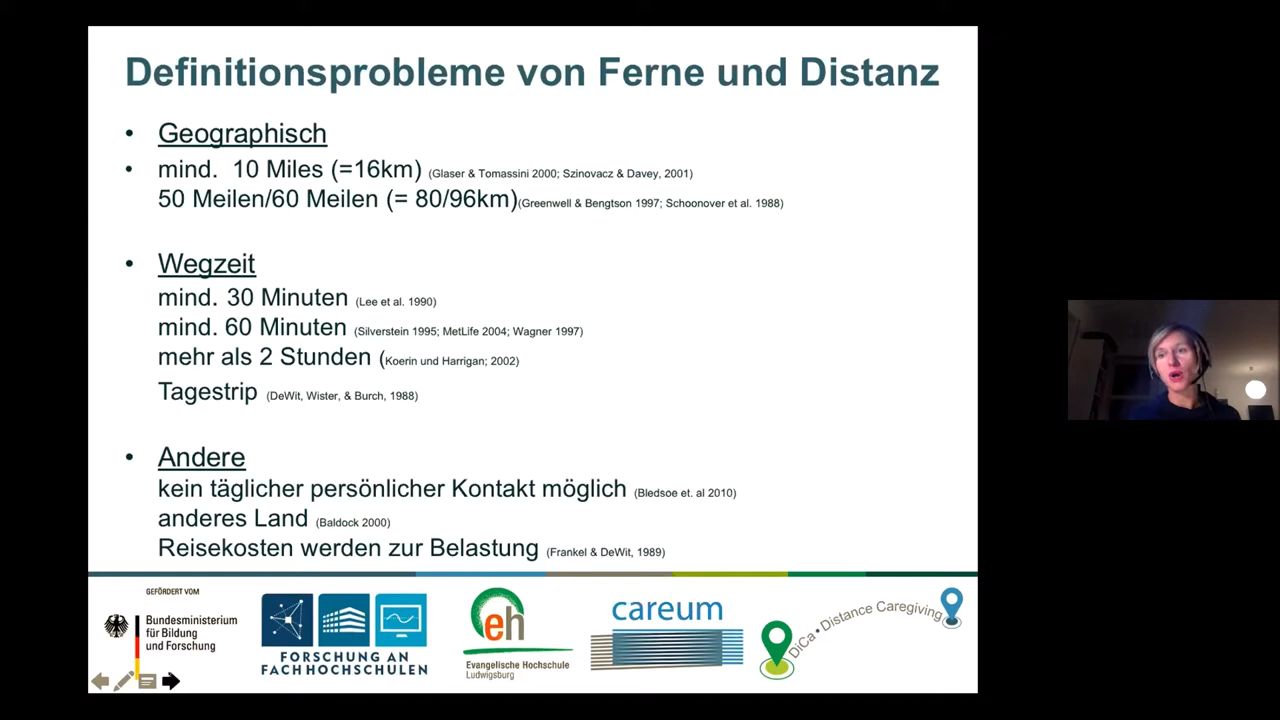 Definitionsprobleme von Ferne und Distanz
• Geographisch
• mind. 10 Miles (=16km) (Glaser & Tomassini 2000; Szinovacz & Davey, 2001)
50 Meilen/60 Meilen (= 80/96km)(Greenwell & Bengtson 1997; Schoonover et al. 1988)
• Wegzeit
mind. 30 Minuten (Lee et al. 1990)
mind. 60 Minuten (Silverstein 1995; MetLife 2004; Wagner 1997)
mehr als 2 Stunden (Koerin und Harrigan; 2002)
Tagestrip (DeWit, Wister, & Burch, 1988)
• Andere
kein täglicher persönlicher Kontakt möglich (Bledsoe et. al 2010)
anderes Land (Baldock 2000)
Reisekosten werden zur Belastung (Frankel & DeWit, 1989)
GEFÖRDERT VOM
Bundesministerium
für Bildung
und Forschung
FORSCHUNG AN
FACHHOCHSCHULEN
eh
Evangelische Hochschule
Ludwigsburg
careum
DiCa • Distance Caregiving